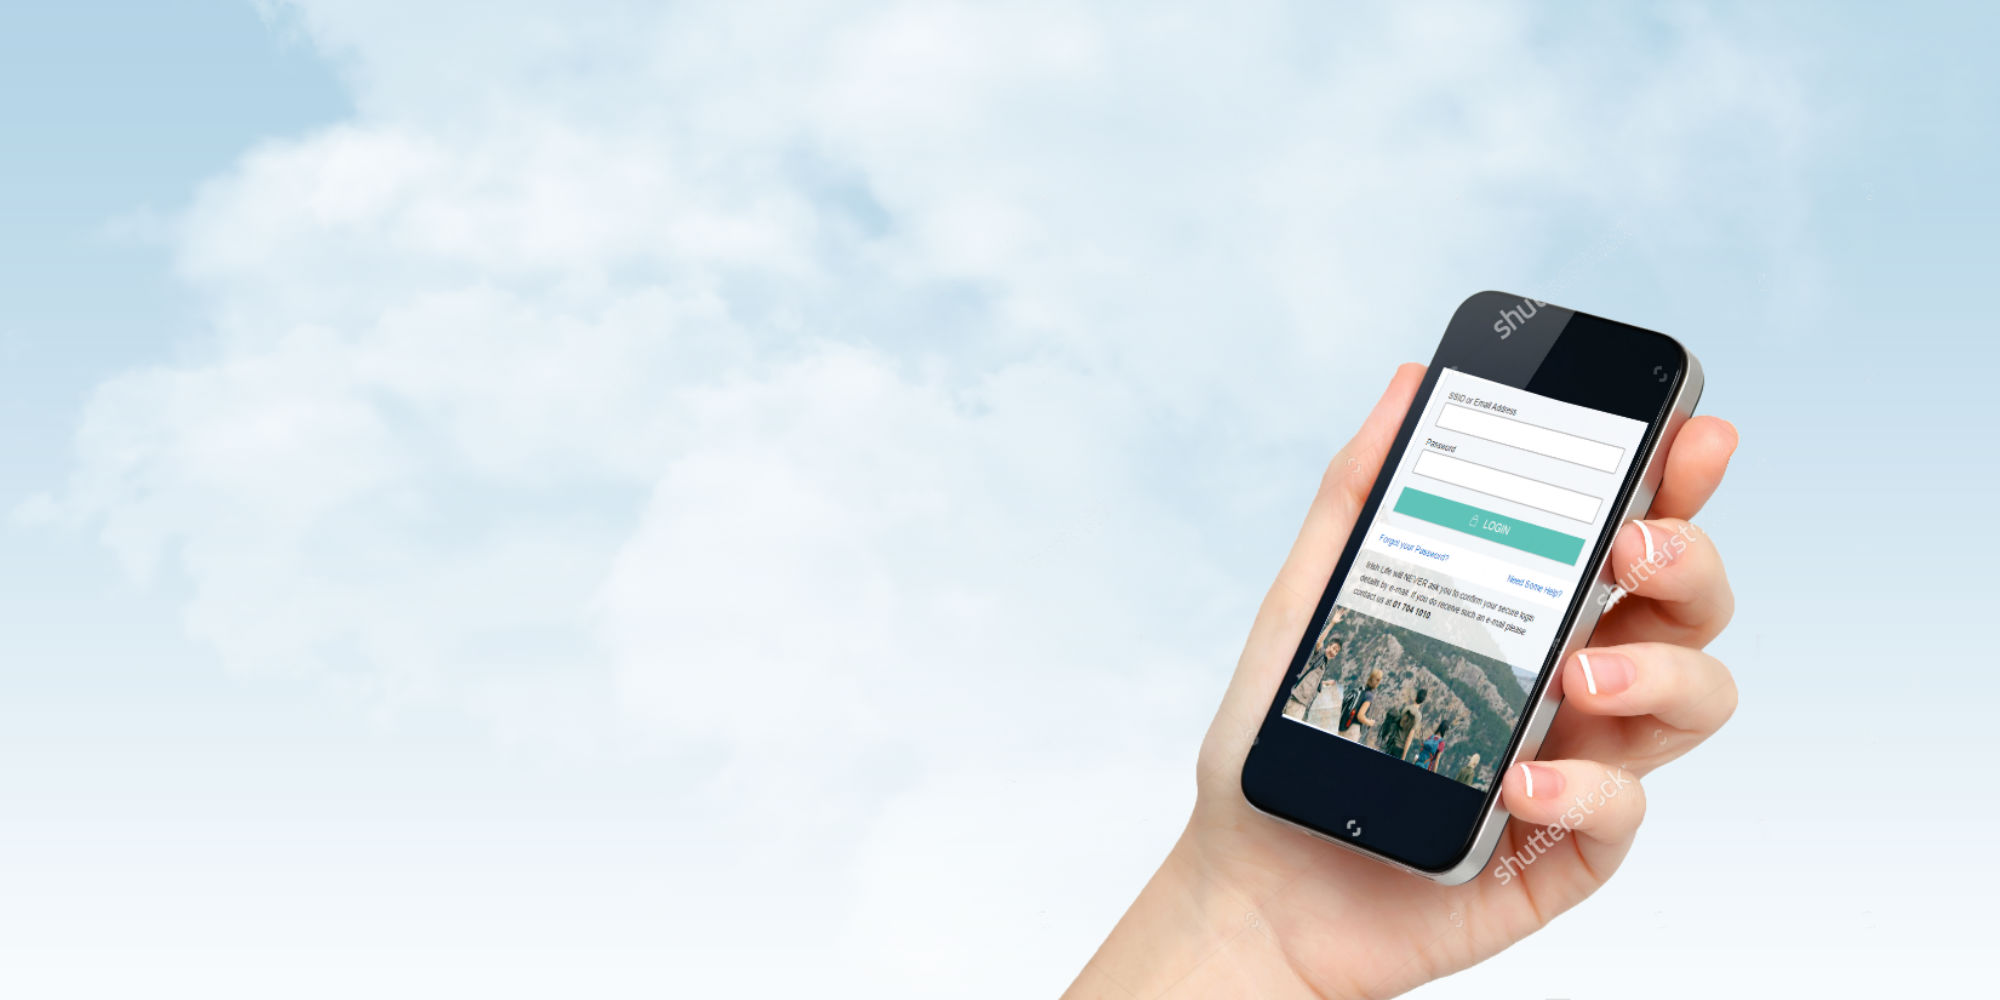 shu
SSID or Email Address
Password
LOGIN
Forgot your Password?
Need Some Help?
Irish Life will NEVER ask you to confirm your secure login
details by e-mail. If you do receive such an e-mail please
contact us at 01 704 1010
shutterstock
shutterstock